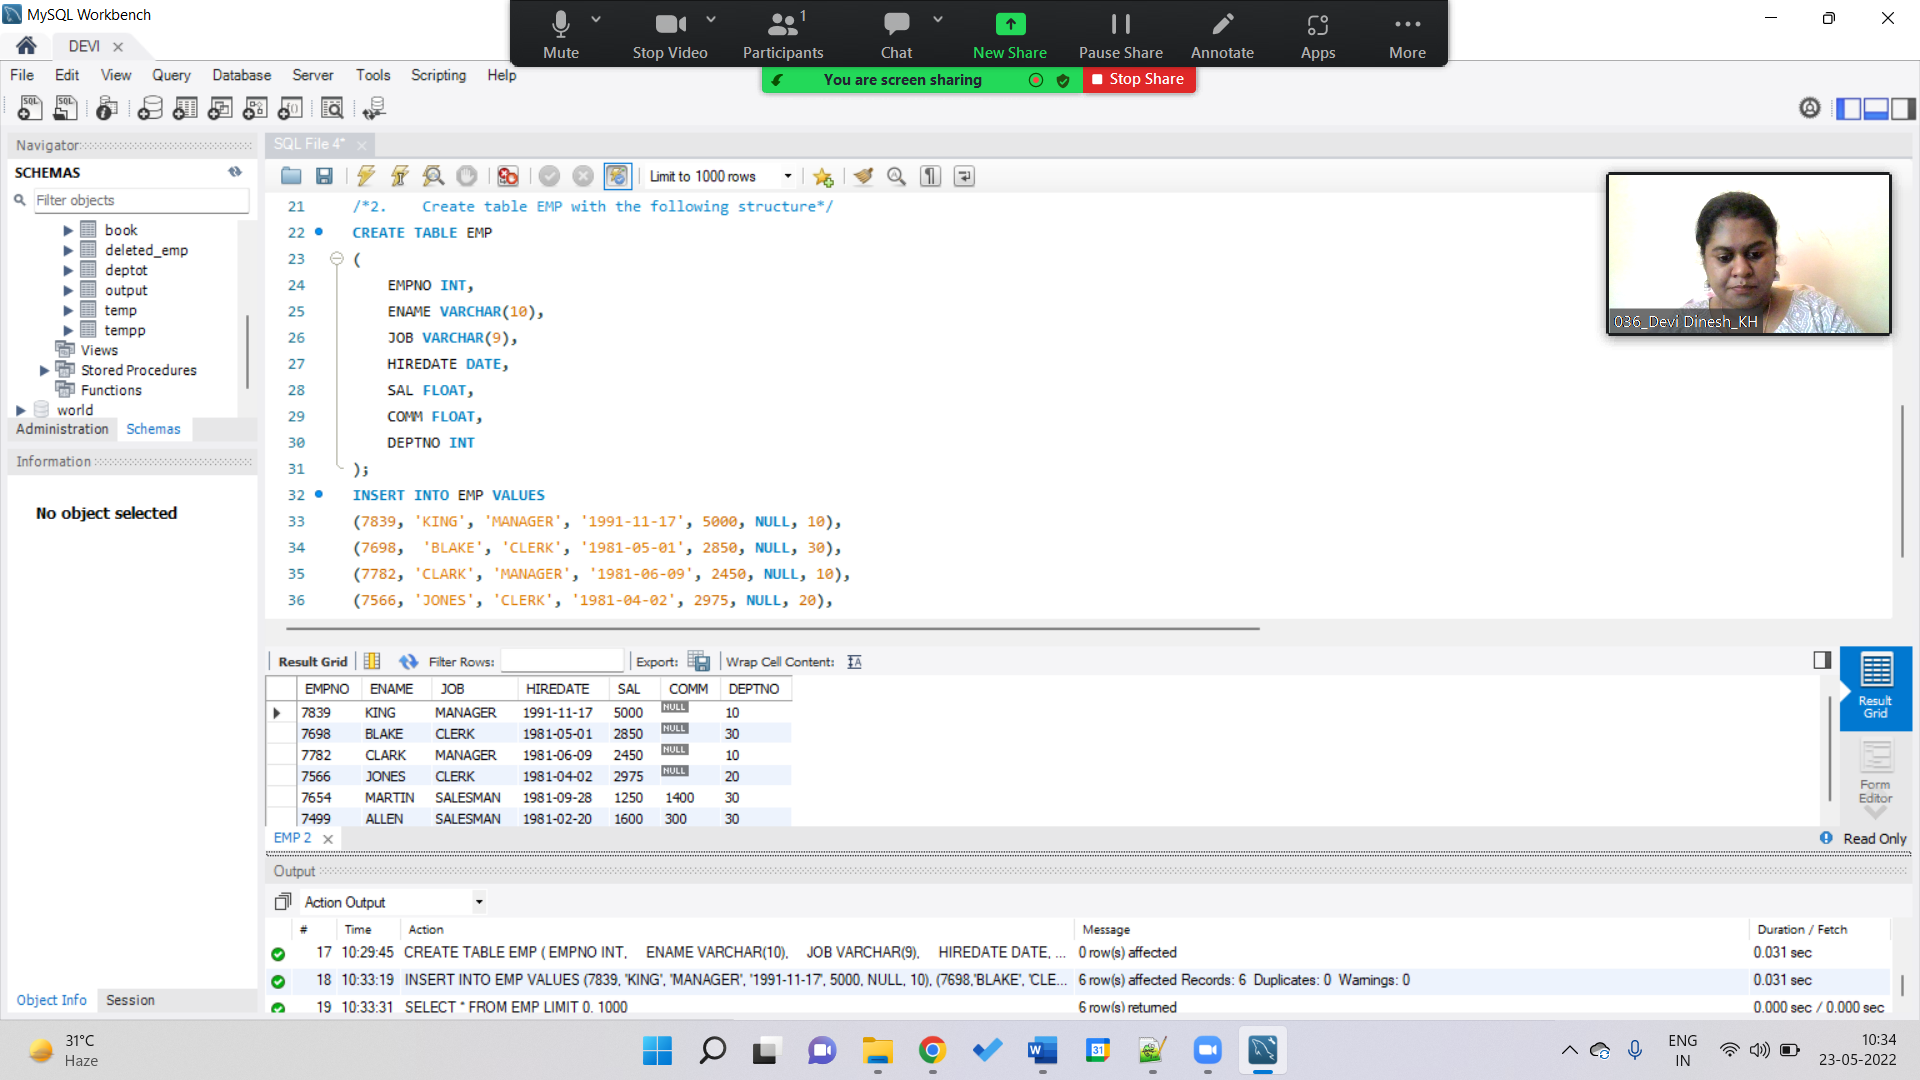 MySQL Workbench
Mute
Stop Video
1
Participants
Chat
New Share
Pause Share
Annotate
Apps
More
You are screen sharing
Stop Share
DEVI
File Edit View Query Database Server Tools Scripting Help
Navigator
SQL File 4*
SCHEMAS
Limit to 1000 rows
Filter objects
book
deleted_emp
deptot
output
temp
tempp
Views
Stored Procedures
Functions
world
Administration Schemas
Information
No object selected
21 /*2. Create table EMP with the following structure*/
22 CREATE TABLE EMP
23 (
24 EMPNO INT,
25 ENAME VARCHAR(10),
26 JOB VARCHAR(9),
27 HIREDATE DATE,
28 SAL FLOAT,
29 COMM FLOAT,
30 DEPTNO INT
31 );
32 INSERT INTO EMP VALUES
33 (7839, 'KING', 'MANAGER', '1991-11-17', 5000, NULL, 10),
34 (7698, 'BLAKE', 'CLERK', '1981-05-01', 2850, NULL, 30),
35 (7782, 'CLARK', 'MANAGER', '1981-06-09', 2450, NULL, 10),
36 (7566, 'JONES', 'CLERK', '1981-04-02', 2975, NULL, 20),
036_Devi Dinesh_KH
Result Grid Filter Rows: Export: Wrap Cell Content:
EMPNO ENAME JOB HIREDATE SAL COMM DEPTNO
7839 KING MANAGER 1991-11-17 5000 NULL 10
7698 BLAKE CLERK 1981-05-01 2850 NULL 30
7782 CLARK MANAGER 1981-06-09 2450 NULL 10
7566 JONES CLERK 1981-04-02 2975 NULL 20
7654 MARTIN SALESMAN 1981-09-28 1250 1400 30
7499 ALLEN SALESMAN 1981-02-20 1600 300 30
Result Grid
Form Editor
EMP 2
Read Only
Output
Action Output
# Time Action Message Duration / Fetch
17 10:29:45 CREATE TABLE EMP ( EMPNO INT, ENAME VARCHAR(10), JOB VARCHAR(9), HIREDATE DATE, ... 0 row(s) affected 0.031 sec
18 10:33:19 INSERT INTO EMP VALUES (7839, 'KING', 'MANAGER', '1991-11-17', 5000, NULL, 10), (7698,'BLAKE', 'CLE... 6 row(s) affected Records: 6 Duplicates: 0 Warnings: 0 0.031 sec
19 10:33:31 SELECT * FROM EMP LIMIT 0, 1000 6 row(s) returned 0.000 sec / 0.000 sec
Object Info Session
31°C
Haze
31
ENG
IN
10:34
23-05-2022